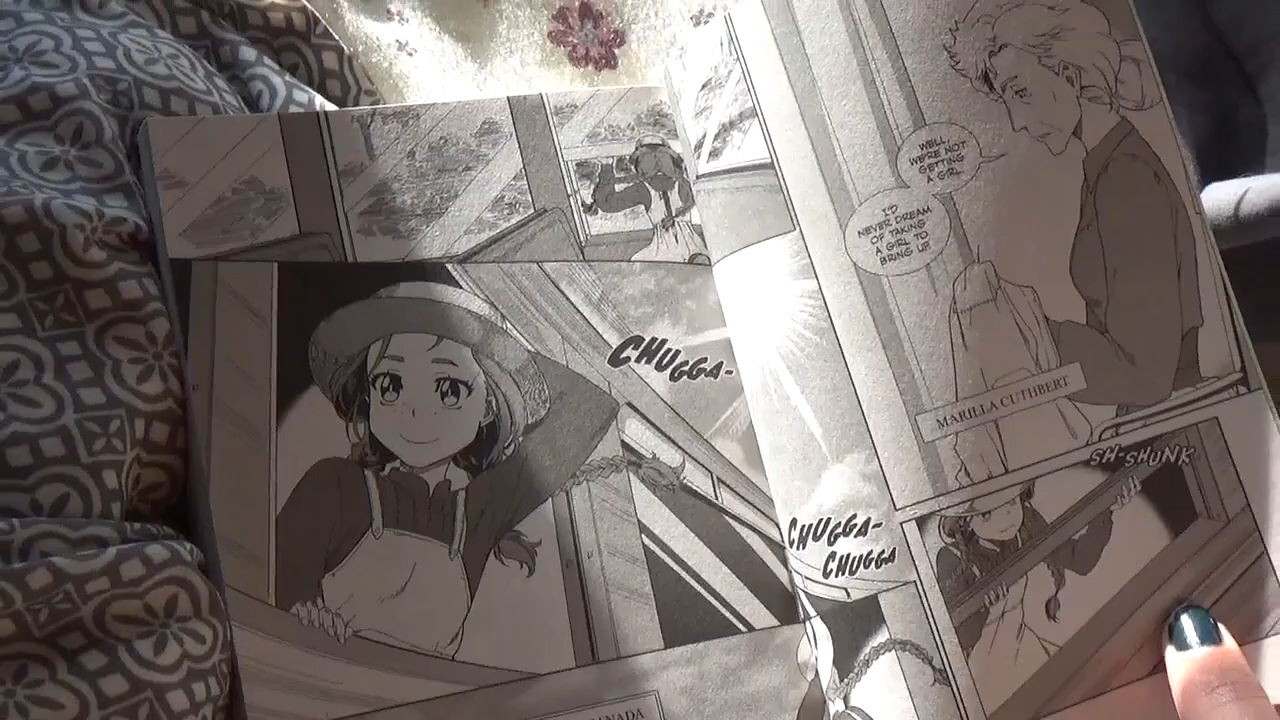 WELL,
WE'RE NOT
GETTING
A GIRL.
I'D
NEVER DREAM
OF TAKING
A GIRL TO
BRING UP.
MARILLA CUTHBERT
SH-SHUNK
CHUGGA-
CHUGGA-
CHUGGA
CANADA